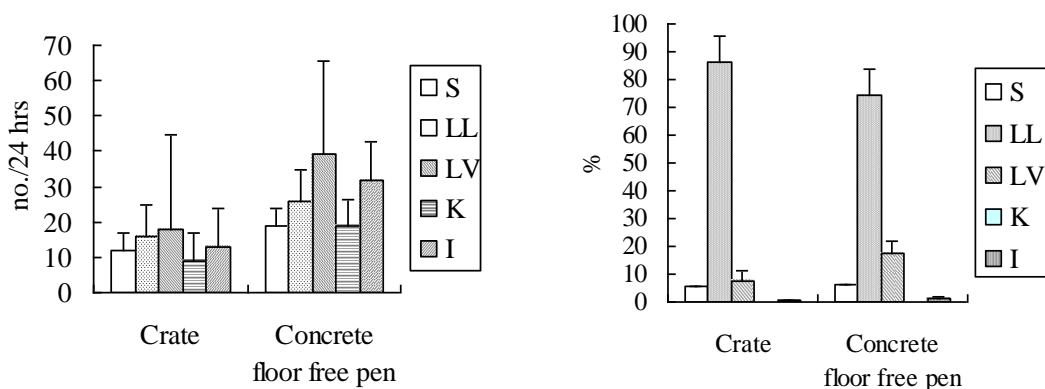 no./24 hrs
70
60
50
40
30
20
10
0
Crate
Concrete
floor free pen
S
LL
LV
K
I
%
100
90
80
70
60
50
40
30
20
10
0
Crate
Concrete
floor free pen
S
LL
LV
K
I